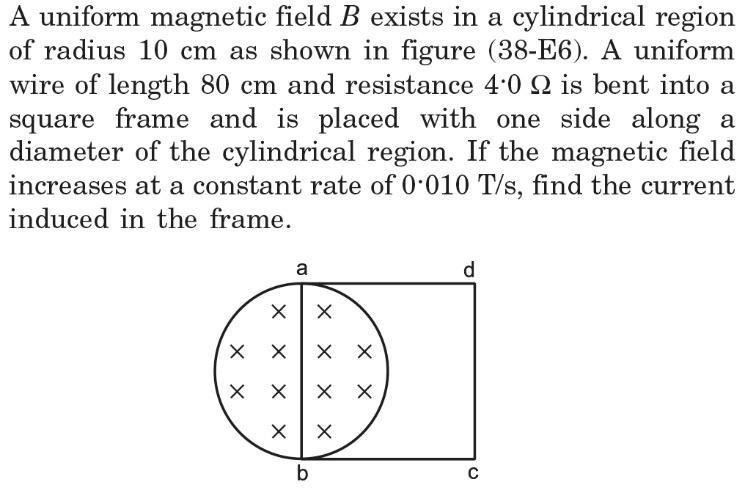 A uniform magnetic field B exists in a cylindrical region
of radius 10 cm as shown in figure (38-E6). A uniform
wire of length 80 cm and resistance 4·0 Ω is bent into a
square frame and is placed with one side along a
diameter of the cylindrical region. If the magnetic field
increases at a constant rate of 0·010 T/s, find the current
induced in the frame.
a
d
b
c